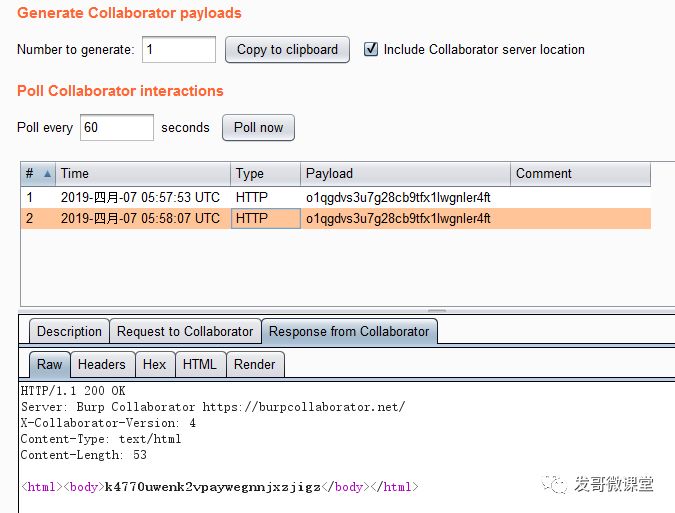 Generate Collaborator payloads
Number to generate: 1 Copy to clipboard Include Collaborator server location
Poll Collaborator interactions
Poll every 60 seconds Poll now
# Time Type Payload Comment
1 2019-四月-07 05:57:53 UTC HTTP o1qgdvs3u7g28cb9tfx1lwgnler4ft
2 2019-四月-07 05:58:07 UTC HTTP o1qgdvs3u7g28cb9tfx1lwgnler4ft
Description Request to Collaborator Response from Collaborator
Raw Headers Hex HTML Render
HTTP/1.1 200 OK
Server: Burp Collaborator https://burpcollaborator.net/
X-Collaborator-Version: 4
Content-Type: text/html
Content-Length: 53
<html><body>k4770uwenk2vpaywegnnjxzjigz</body></html>
发哥微课堂